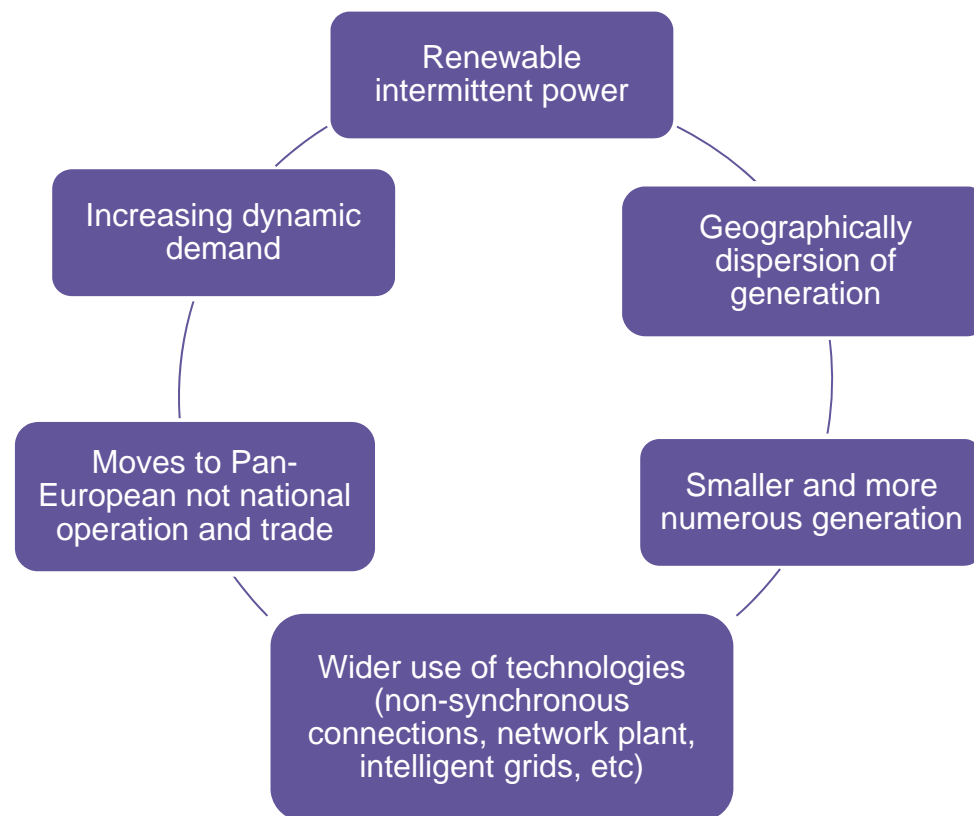 Renewable
intermittent power
Increasing dynamic
demand
Geographically
dispersion of
generation
Moves to Pan-
European not national
operation and trade
Smaller and more
numerous generation
Wider use of technologies
(non-synchronous
connections, network plant,
intelligent grids, etc)